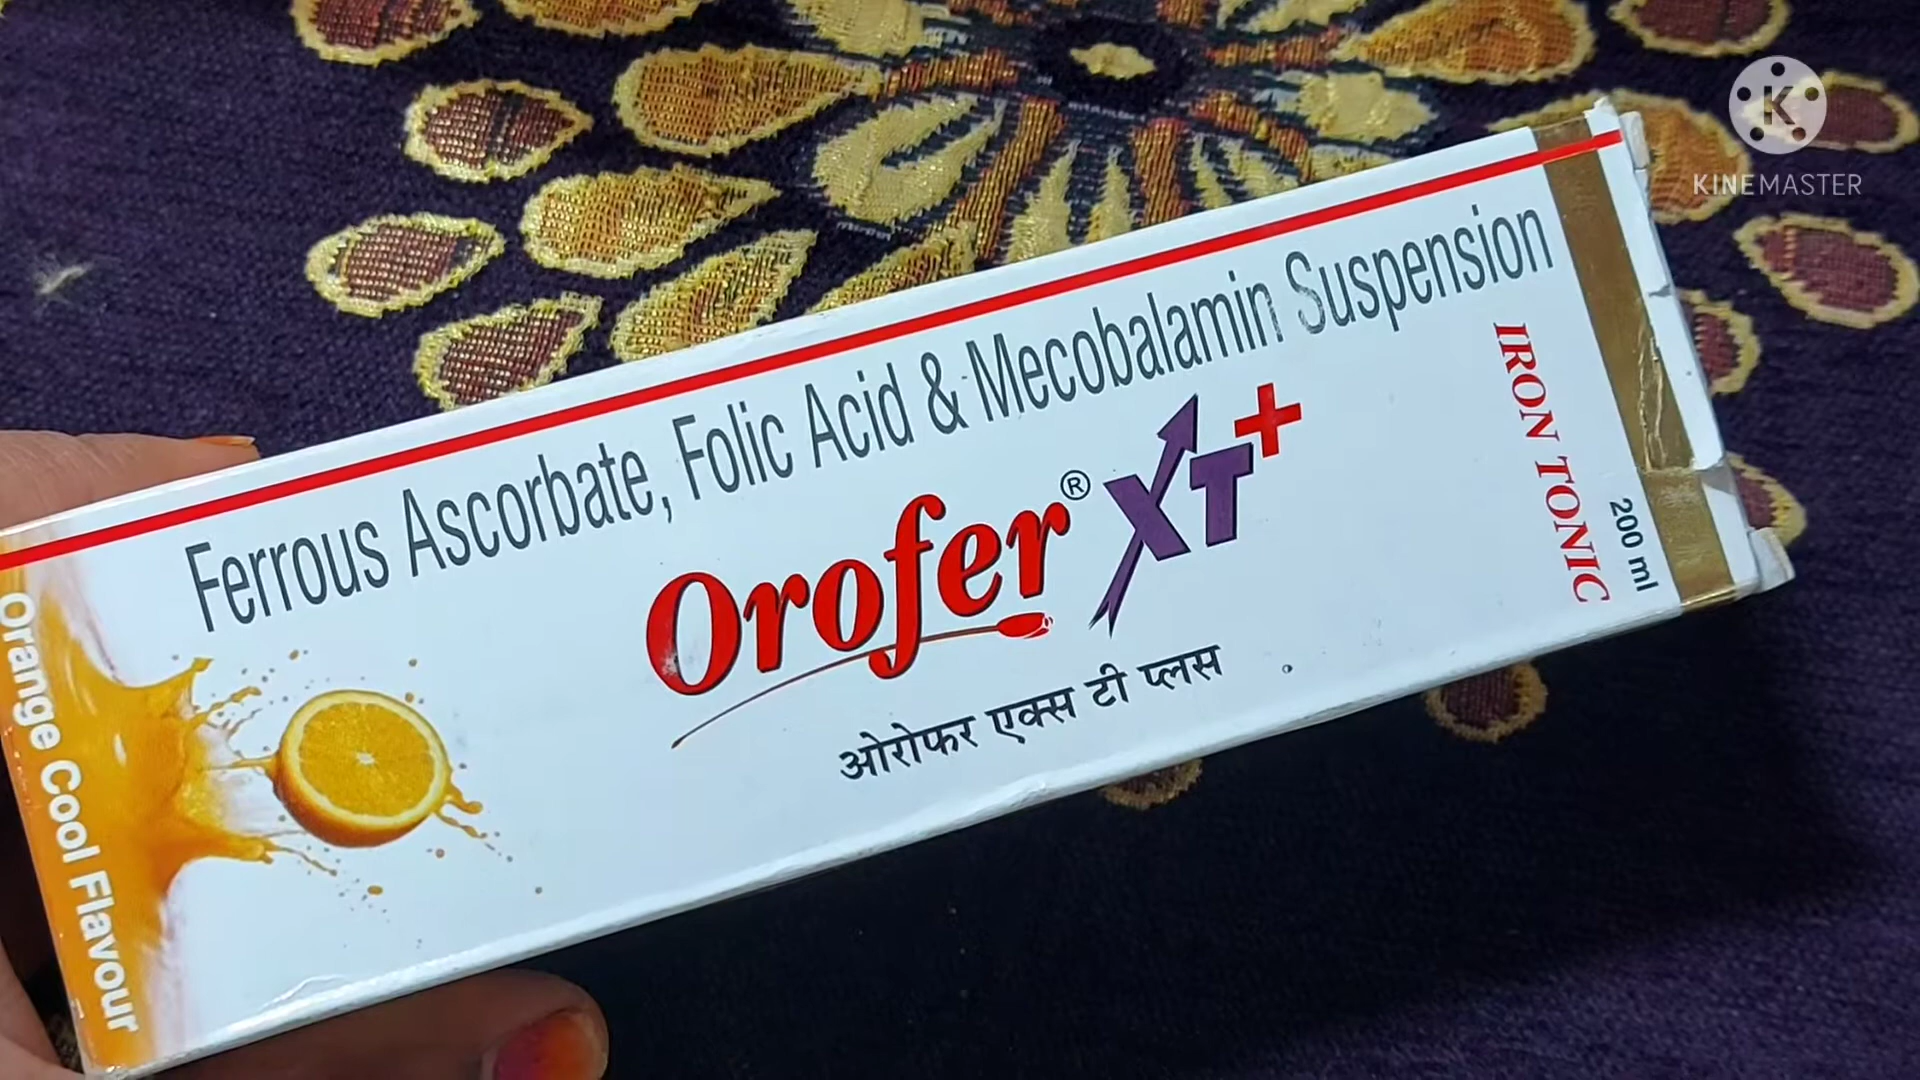 KINEMASTER
Ferrous Ascorbate, Folic Acid & Mecobalamin Suspension
Orofer® XT+
ओरोफर एक्स टी प्लस
IRON TONIC
200 ml
Orange Cool Flavour